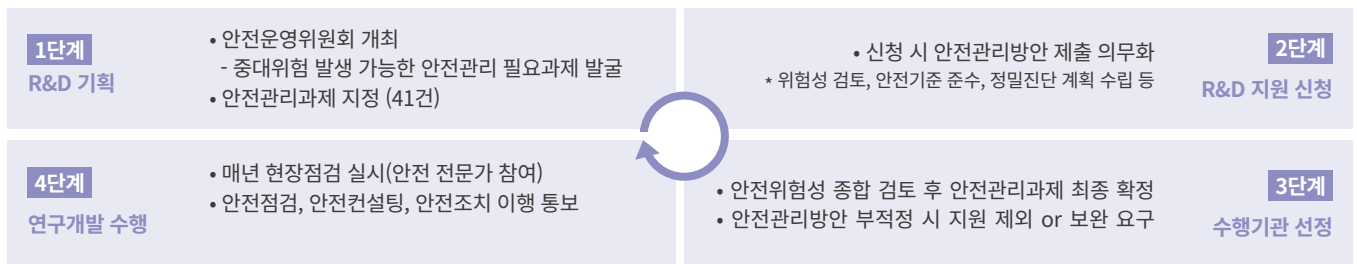 1단계
R&D 기획
• 안전운영위원회 개최
- 중대위험 발생 가능한 안전관리 필요과제 발굴
• 안전관리과제 지정 (41건)
2단계
R&D 지원 신청
• 신청 시 안전관리방안 제출 의무화
* 위험성 검토, 안전기준 준수, 정밀진단 계획 수립 등
3단계
수행기관 선정
• 안전위험성 종합 검토 후 안전관리과제 최종 확정
• 안전관리방안 부적정 시 지원 제외 or 보완 요구
4단계
연구개발 수행
• 매년 현장점검 실시(안전 전문가 참여)
• 안전점검, 안전컨설팅, 안전조치 이행 통보